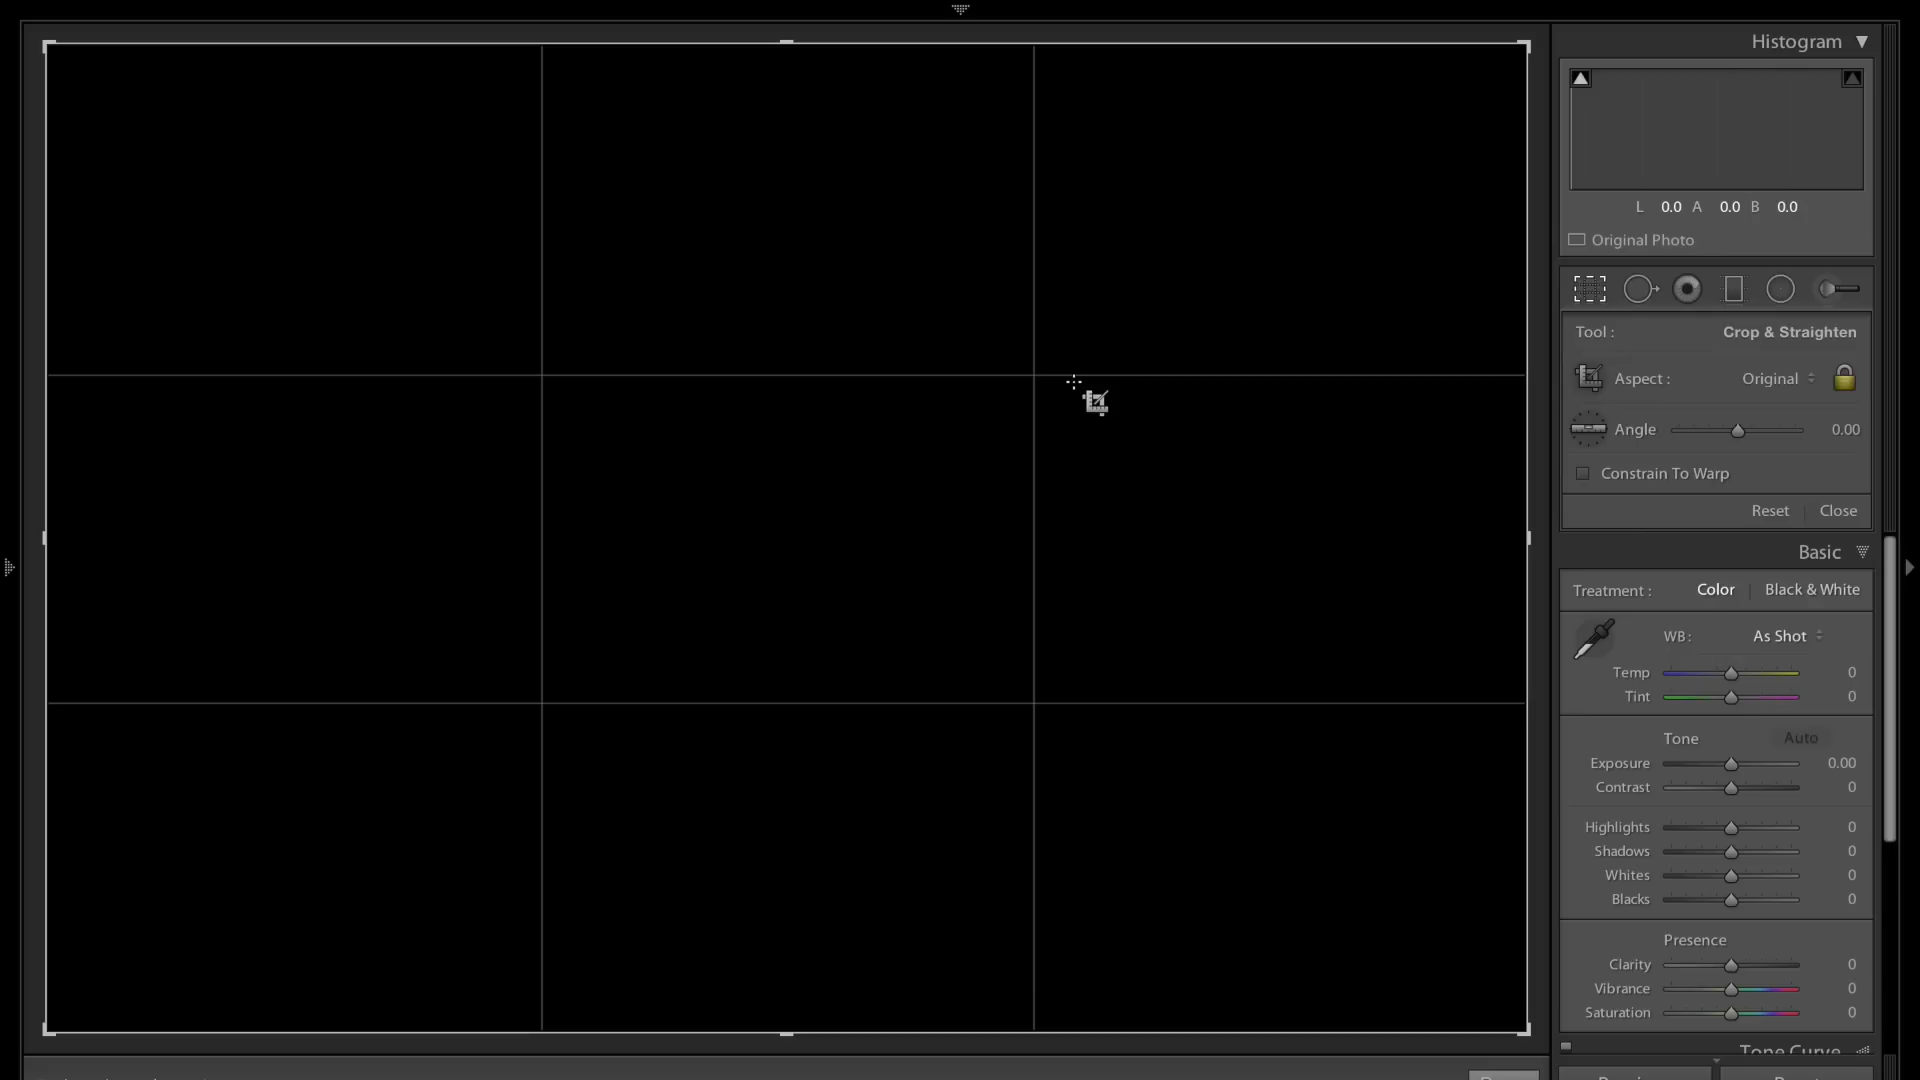 Histogram
L 0.0 A 0.0 B 0.0
Original Photo
Tool : Crop & Straighten
Aspect : Original
Angle 0.00
Constrain To Warp
Reset Close
Basic
Treatment : Color Black & White
WB : As Shot
Temp 0
Tint 0
Tone Auto
Exposure 0.00
Contrast 0
Highlights 0
Shadows 0
Whites 0
Blacks 0
Presence
Clarity 0
Vibrance 0
Saturation 0
Tone Curve